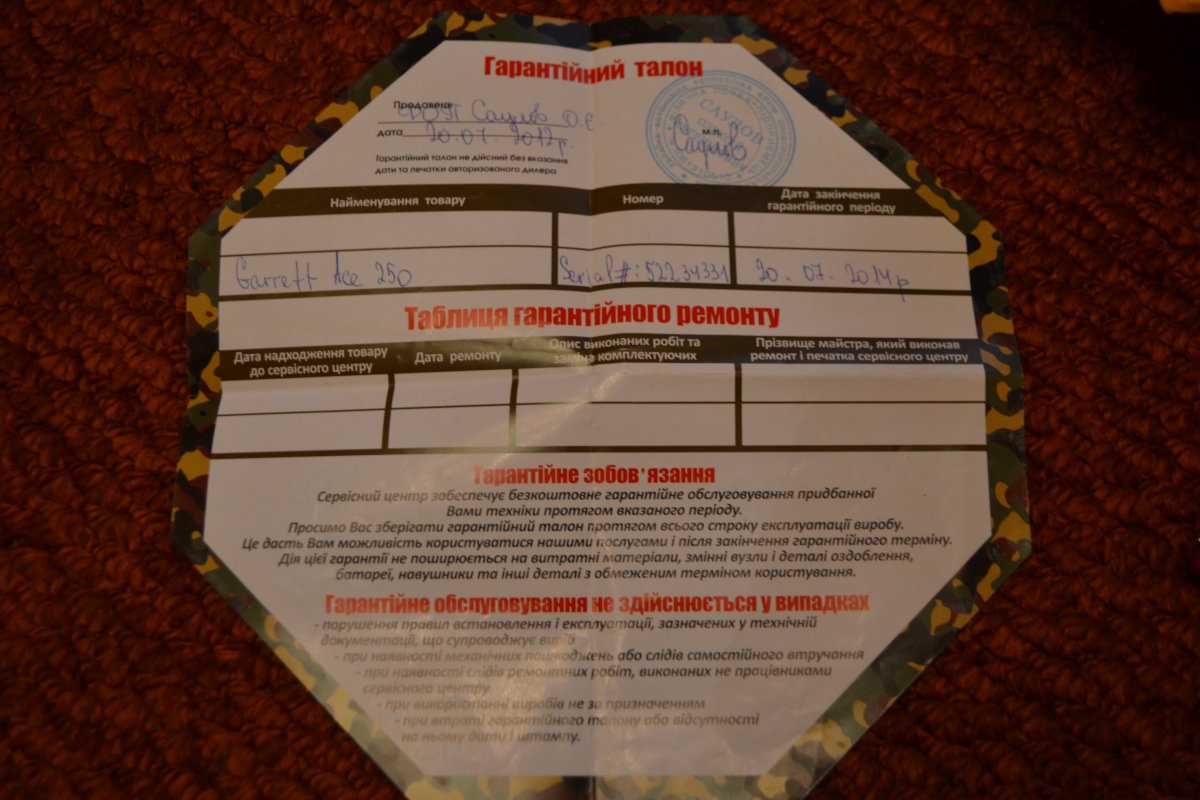 Гарантійний талон
Продавець ФОП Саулов О.Є.
дата 20.07.2012р.
Гарантійний талон не дійсний без вказання
дати та печатки авторизованого дилера
САУЛОВ
м.п.
Найменування товару Номер Дата закінчення гарантійного періоду
Garrett Ace 250 Serial#: 52234331 20.07.2014р
Таблиця гарантійного ремонту
Дата надходження товару до сервісного центру Дата ремонту Опис виконаних робіт та заміна комплектуючих Прізвище майстра, який виконав ремонт і печатка сервісного центру
Гарантійне зобов'язання
Сервісний центр забеспечує безкоштовне гарантійне обслуговування придбанної
Вами техніки протягом вказаного періоду.
Просимо Вас зберігати гарантійний талон протягом всього строку експлуатації виробу.
Це дасть Вам можливість користуватися нашими послугами і після закінчення гарантійного терміну.
Дія цієї гарантії не поширюється на витратні матеріали, змінні вузли і деталі оздоблення,
батареї, навушники та інші деталі з обмеженим терміном користування.
Гарантійне обслуговування не здійснюється у випадках
- порушення правил встановлення і експлуатації, зазначених у технічній
документації, що супроводжує виріб
- при наявності механічних пошкоджень або слідів самостійного втручання
- при наявності слідів ремонтних робіт, виконаних не працівниками
сервісного центру
- при використанні виробів не за призначенням
- при втраті гарантійного талону або відсутності
на ньому дати і штампу.